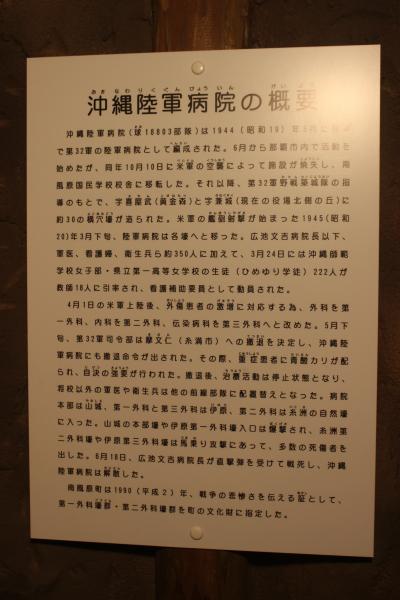 沖縄陸軍病院の概要
沖縄陸軍病院(球18803部隊)は1944(昭和19)年5月に
で第32軍の陸軍病院として編成された。6月から那覇市内で活動を
始めたが、同年10月10日に米軍の空襲によって施設が焼失し、南
風原国民学校校舎に移転した。それ以降、第32軍野戦築城隊の指
導のもとで、字喜屋武(黄金森)と字兼城(現在の役場北側の丘)に
約30の横穴壕が造られた。米軍の艦砲射撃が始まった1945(昭和
20)年3月下旬、陸軍病院は各壕へと移った。広池文吉病院長以下、
軍医、看護婦、衛生兵ら約350人に加えて、3月24日には沖縄師範
学校女子部・県立第一高等女学校の生徒(ひめゆり学徒)222人が
教師18人に引率され、看護補助要員として動員された。
4月1日の米軍上陸後、外傷患者の激増に対応する為、外科を第
一外科、内科を第二外科、伝染病科を第三外科へと改めた。5月下
旬、第32軍司令部は摩文仁(糸満市)への撤退を決定し、沖縄陸
軍病院にも撤退命令が出された。その際、重症患者に青酸カリが配
られ、自決の強要が行われた。撤退後、治療活動は停止状態となり、
将校以外の軍医や衛生兵は他の前線部隊に配置替えとなった。病院
本部は山城、第一外科と第三外科は伊原、第二外科は糸洲の自然壕
に入った。山城の本部壕や伊原第一外科壕入口は爆撃され、糸洲第
二外科壕や伊原第三外科壕は馬乗り攻撃にあって、多数の死傷者を
出した。6月18日、広池文吉病院長が直撃弾を受けて戦死し、沖縄
陸軍病院は解散した。
南風原町は1990(平成2)年、戦争の悲惨さを伝える証として、
第一外科壕群・第二外科壕群を町の文化財に指定した。